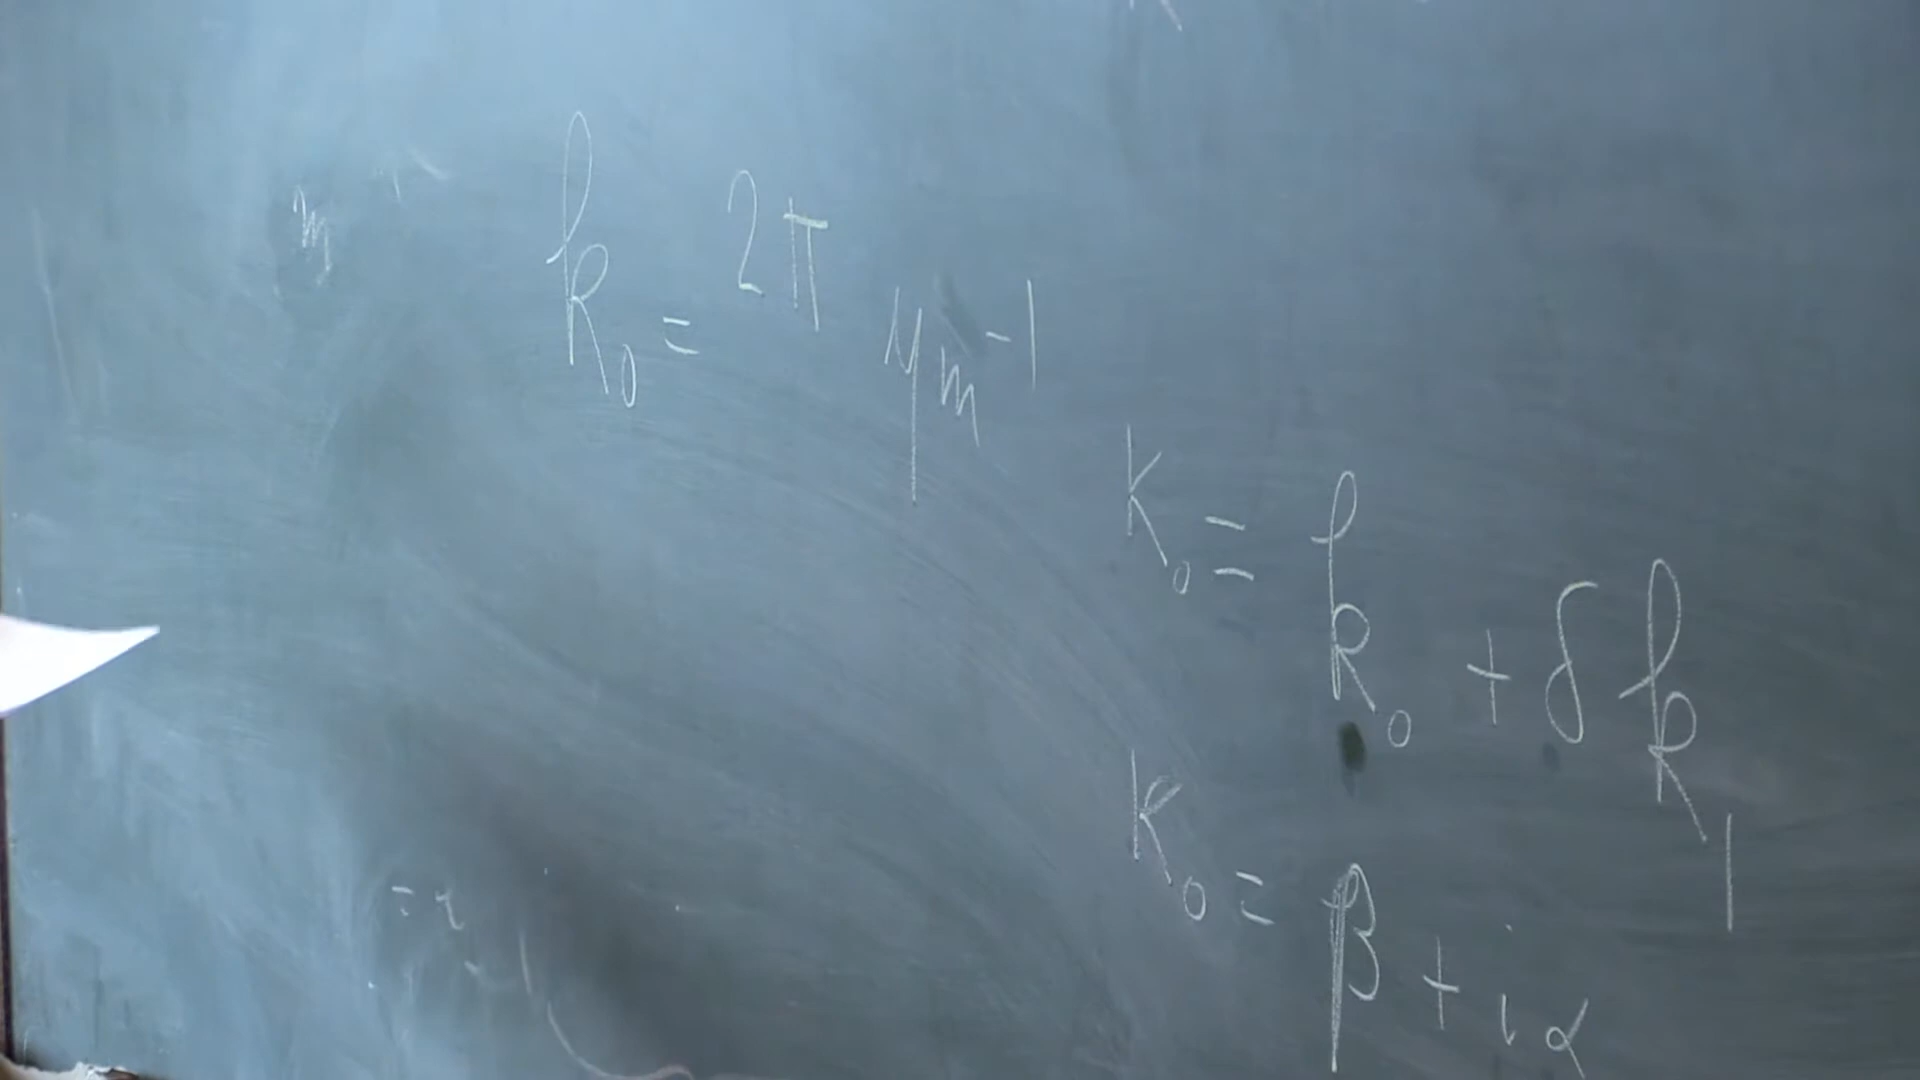 k₀ = 2π μm⁻¹
K₀ = k₀ + δk₁
K₀ = β + iα